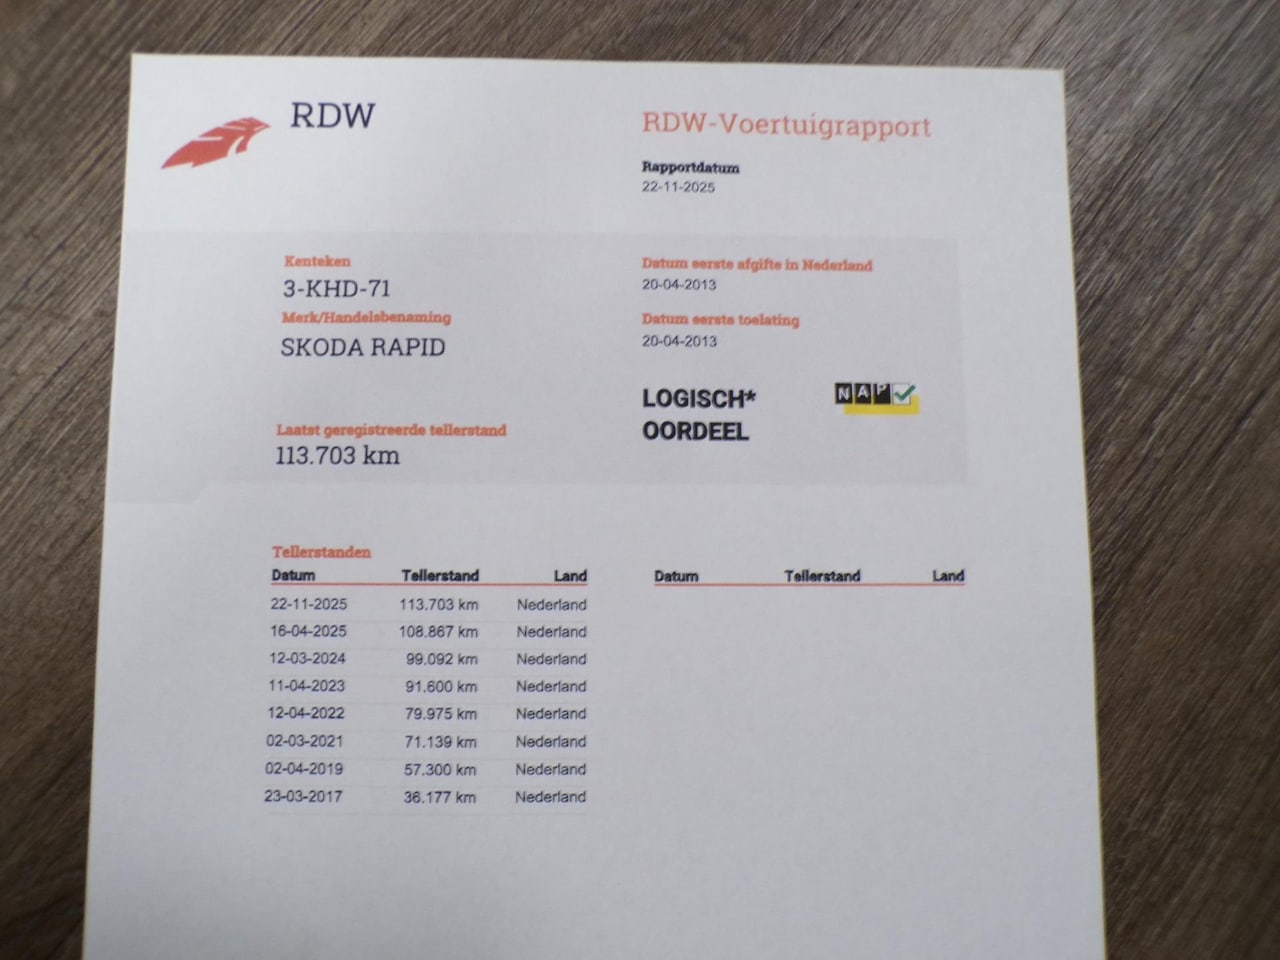 RDW
RDW-Voertuigrapport
Rapportdatum
22-11-2025
Kenteken
3-KHD-71
Merk/Handelsbenaming
SKODA RAPID
Laatst geregistreerde tellerstand
113.703 km
Datum eerste afgifte in Nederland
20-04-2013
Datum eerste toelating
20-04-2013
LOGISCH*
OORDEEL
NAP
Tellerstanden
Datum Tellerstand Land
22-11-2025 113.703 km Nederland
16-04-2025 108.867 km Nederland
12-03-2024 99.092 km Nederland
11-04-2023 91.600 km Nederland
12-04-2022 79.975 km Nederland
02-03-2021 71.139 km Nederland
02-04-2019 57.300 km Nederland
23-03-2017 36.177 km Nederland
Datum Tellerstand Land